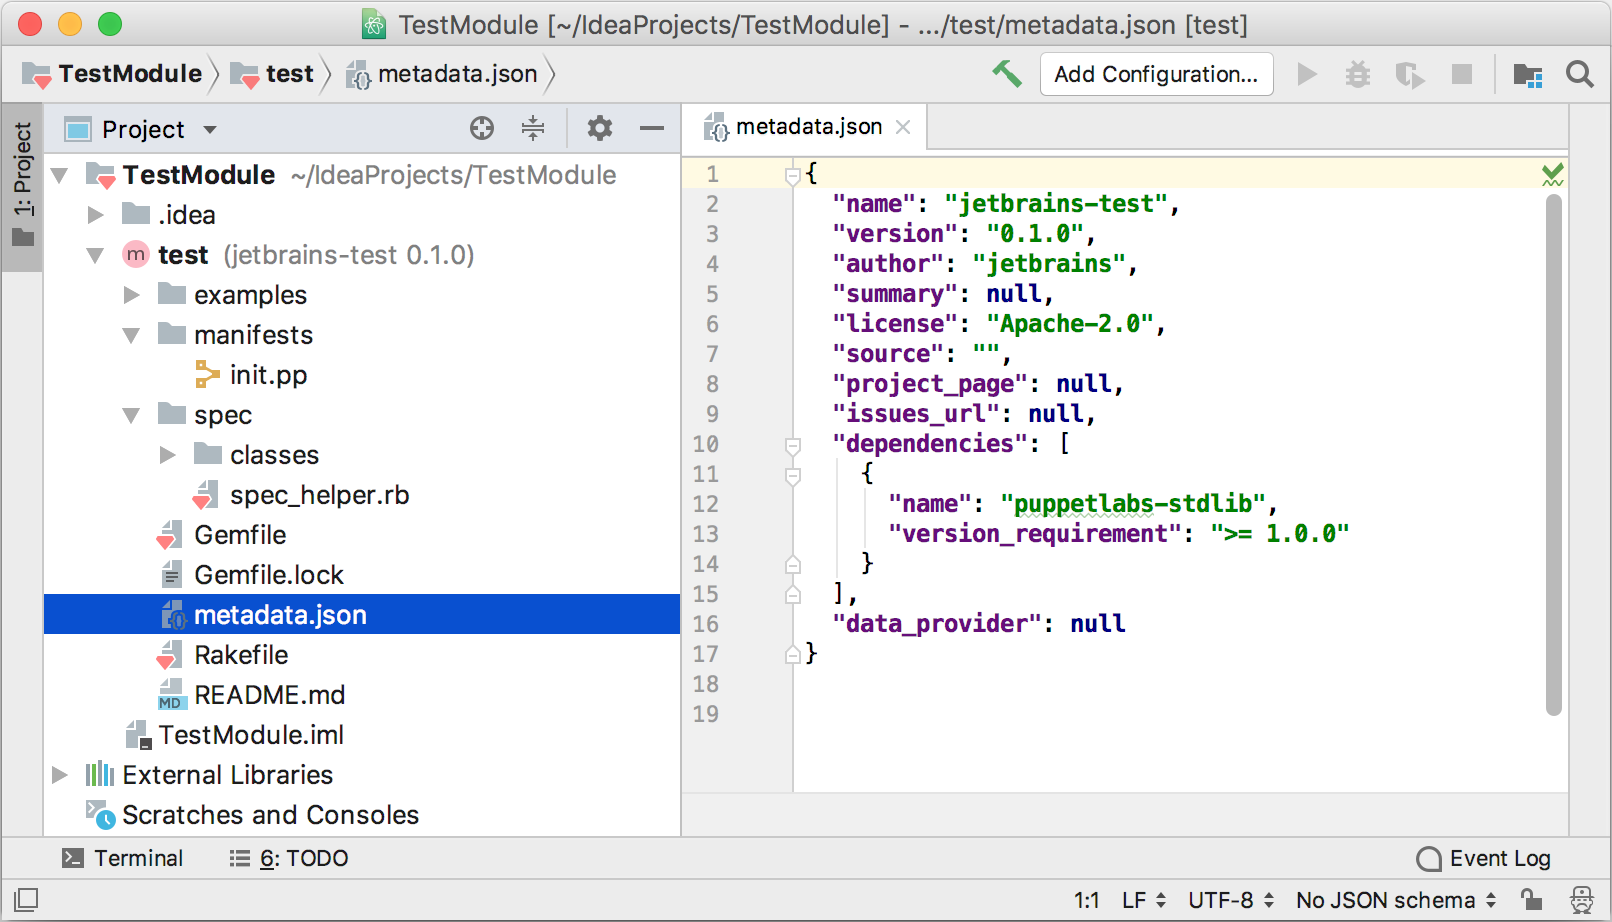 TestModule [~/IdeaProjects/TestModule] - .../test/metadata.json [test]
TestModule test metadata.json Add Configuration...
1: Project
Project
TestModule ~/IdeaProjects/TestModule
.idea
m test (jetbrains-test 0.1.0)
examples
manifests
init.pp
spec
classes
spec_helper.rb
Gemfile
Gemfile.lock
metadata.json
Rakefile
MD README.md
TestModule.iml
External Libraries
Scratches and Consoles
metadata.json
1 {
2 "name": "jetbrains-test",
3 "version": "0.1.0",
4 "author": "jetbrains",
5 "summary": null,
6 "license": "Apache-2.0",
7 "source": "",
8 "project_page": null,
9 "issues_url": null,
10 "dependencies": [
11 {
12 "name": "puppetlabs-stdlib",
13 "version_requirement": ">= 1.0.0"
14 }
15 ],
16 "data_provider": null
17 }
18
19
Terminal 6: TODO Event Log
1:1 LF UTF-8 No JSON schema